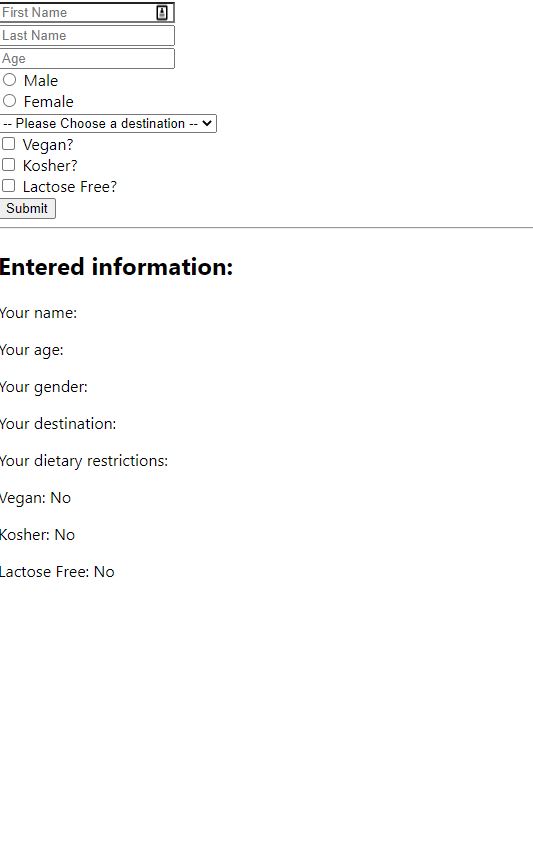 First Name
Last Name
Age
Male
Female
-- Please Choose a destination --
Vegan?
Kosher?
Lactose Free?
Submit
Entered information:
Your name:
Your age:
Your gender:
Your destination:
Your dietary restrictions:
Vegan: No
Kosher: No
Lactose Free: No